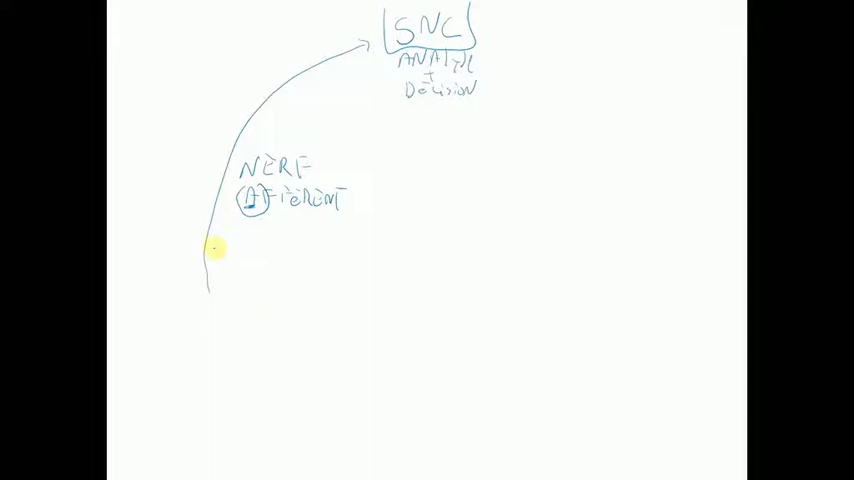 SNC
ANALYSE
+
Décision
NERF
AFFÉRENT